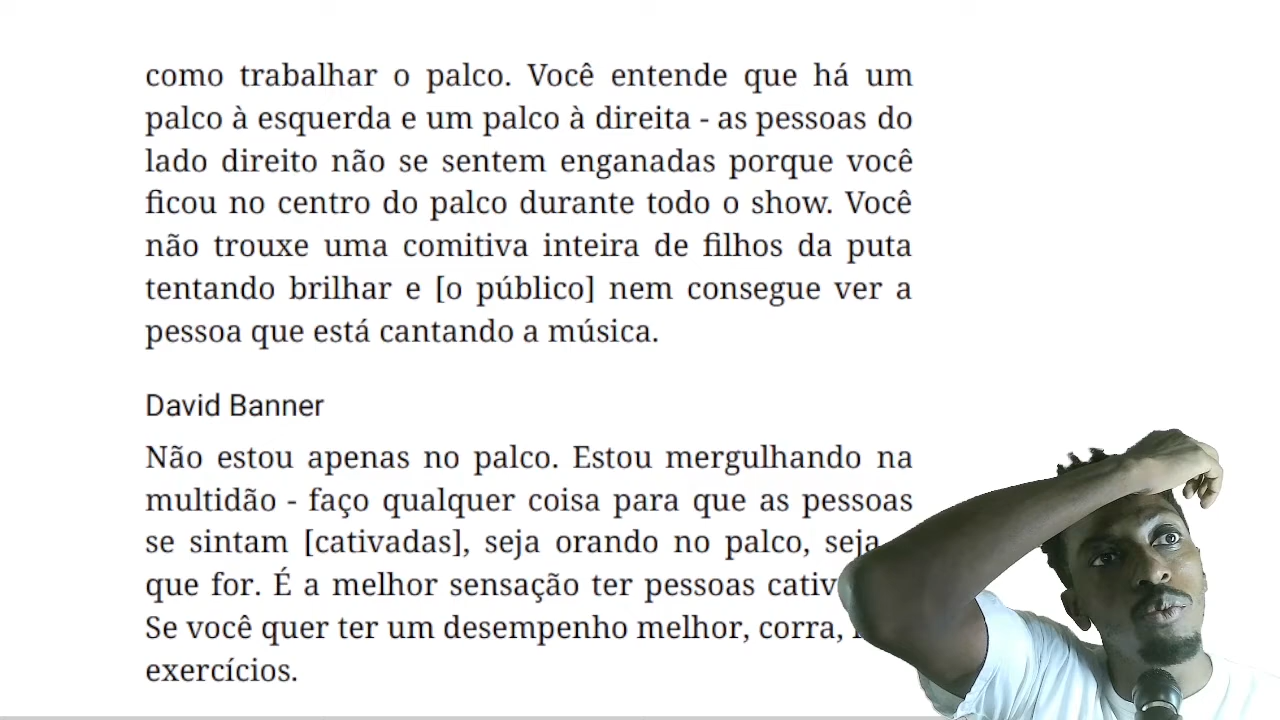 como trabalhar o palco. Você entende que há um
palco à esquerda e um palco à direita - as pessoas do
lado direito não se sentem enganadas porque você
ficou no centro do palco durante todo o show. Você
não trouxe uma comitiva inteira de filhos da puta
tentando brilhar e [o público] nem consegue ver a
pessoa que está cantando a música.
David Banner
Não estou apenas no palco. Estou mergulhando na
multidão - faço qualquer coisa para que as pessoas
se sintam [cativadas], seja orando no palco, seja
que for. É a melhor sensação ter pessoas
Se você quer ter um desempenho melhor, corra,
exercícios.